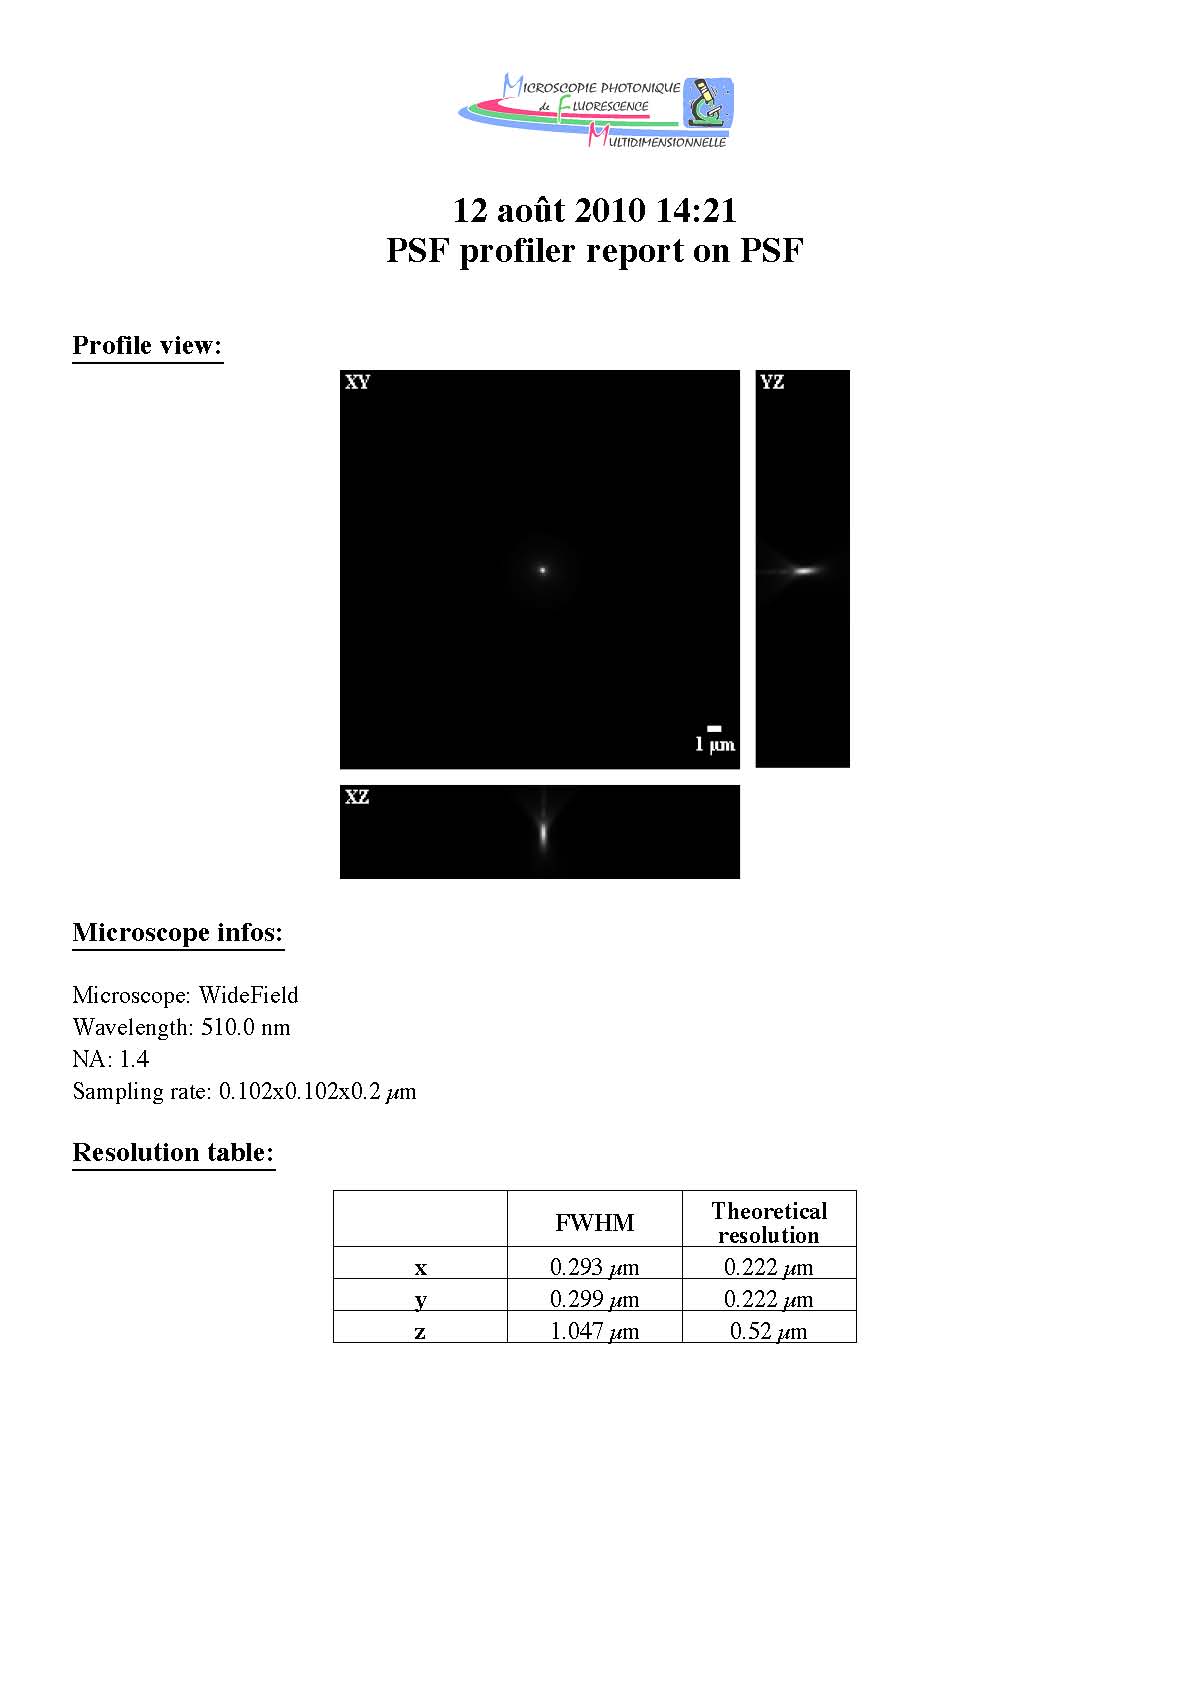 MICROSCOPIE PHOTONIQUE
de FLUORESCENCE
MULTIDIMENSIONNELLE
12 août 2010 14:21
PSF profiler report on PSF
Profile view:
XY
YZ
1 µm
XZ
Microscope infos:
Microscope: WideField
Wavelength: 510.0 nm
NA: 1.4
Sampling rate: 0.102x0.102x0.2 µm
Resolution table:
FWHM Theoretical resolution
x 0.293 µm 0.222 µm
y 0.299 µm 0.222 µm
z 1.047 µm 0.52 µm